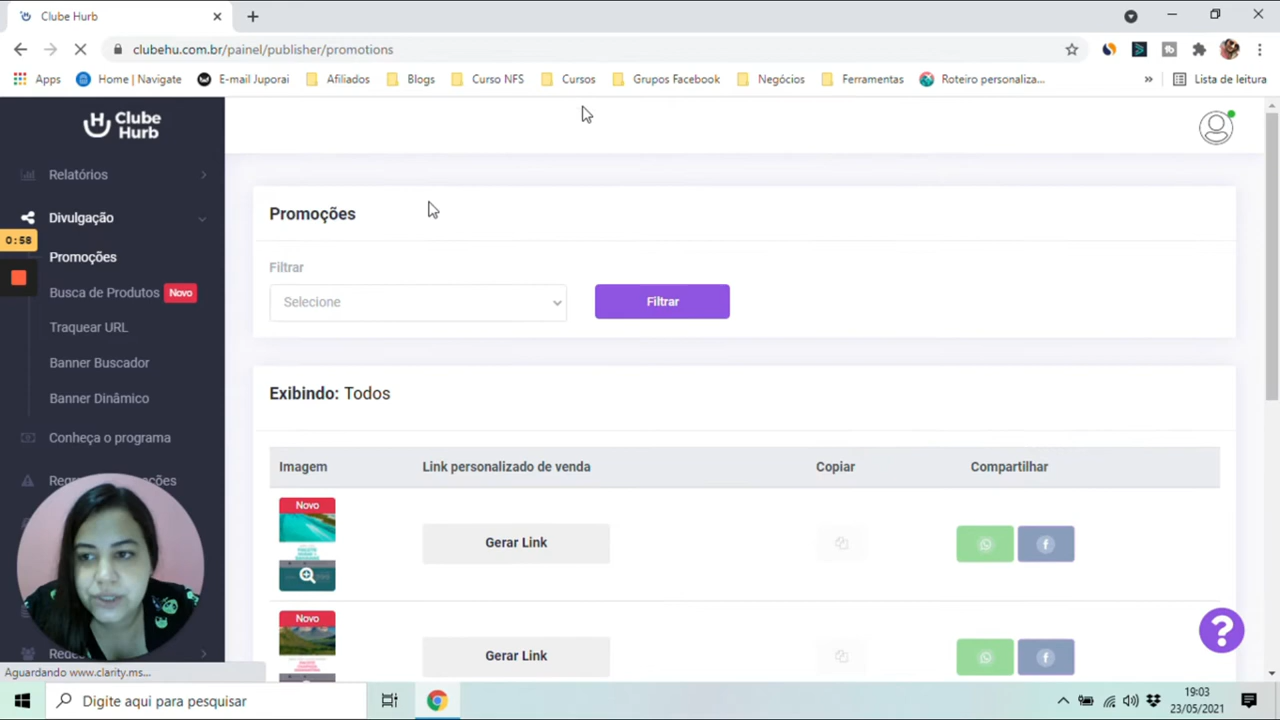 Clube Hurb
clubehu.com.br/painel/publisher/promotions
Apps Home | Navigate E-mail Juporai Afiliados Blogs Curso NFS Cursos Grupos Facebook Negócios Ferramentas Roteiro personaliza... » Lista de leitura
Clube
Hurb
Relatórios
Divulgação
0:58
Promoções
Busca de Produtos Novo
Traquear URL
Banner Buscador
Banner Dinâmico
Conheça o programa
Promoções
Filtrar
Selecione Filtrar
Exibindo: Todos
Imagem Link personalizado de venda Copiar Compartilhar
Novo
Gerar Link
Novo
Gerar Link
?
Aguardando www.clarity.ms...
Digite aqui para pesquisar
19:03
23/05/2021